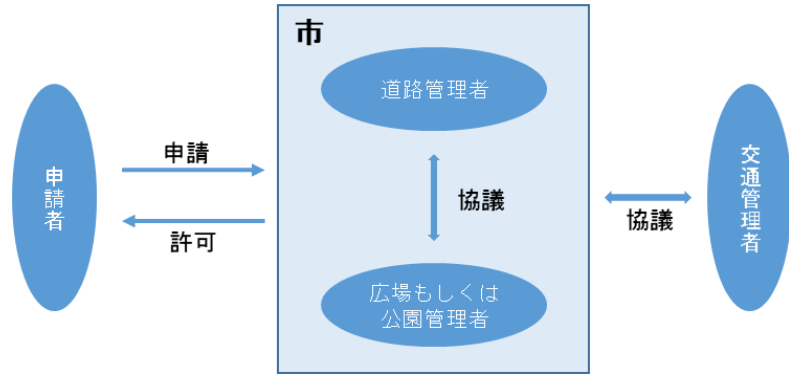 市
道路管理者
申請者
申請
許可
協議
広場もしくは
公園管理者
協議
交通管理者